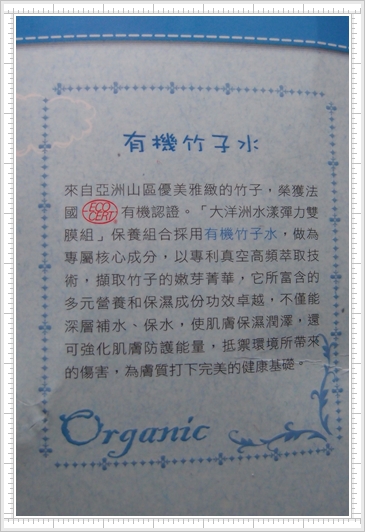 有機竹子水
來自亞洲山區優美雅緻的竹子，榮獲法
國 ECO CERT 有機認證。「大洋洲水漾彈力雙
膜組」保養組合採用有機竹子水，做為
專屬核心成分，以專利真空高頻萃取技
術，擷取竹子的嫩芽菁華，它所富含的
多元營養和保濕成份功效卓越，不僅能
深層補水、保水，使肌膚保濕潤澤，還
可強化肌膚防護能量，抵禦環境所帶來
的傷害，為膚質打下完美的健康基礎。
Organic